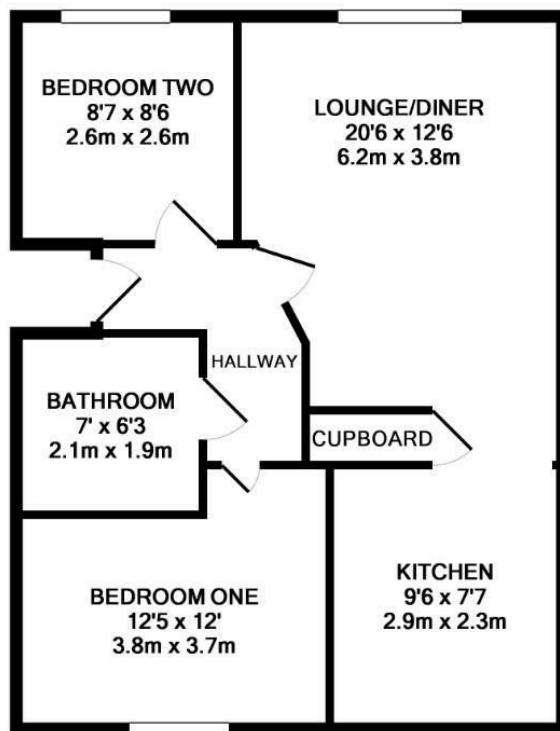 BEDROOM TWO
8'7 x 8'6
2.6m x 2.6m
LOUNGE/DINER
20'6 x 12'6
6.2m x 3.8m
HALLWAY
BATHROOM
7' x 6'3
2.1m x 1.9m
CUPBOARD
BEDROOM ONE
12'5 x 12'
3.8m x 3.7m
KITCHEN
9'6 x 7'7
2.9m x 2.3m